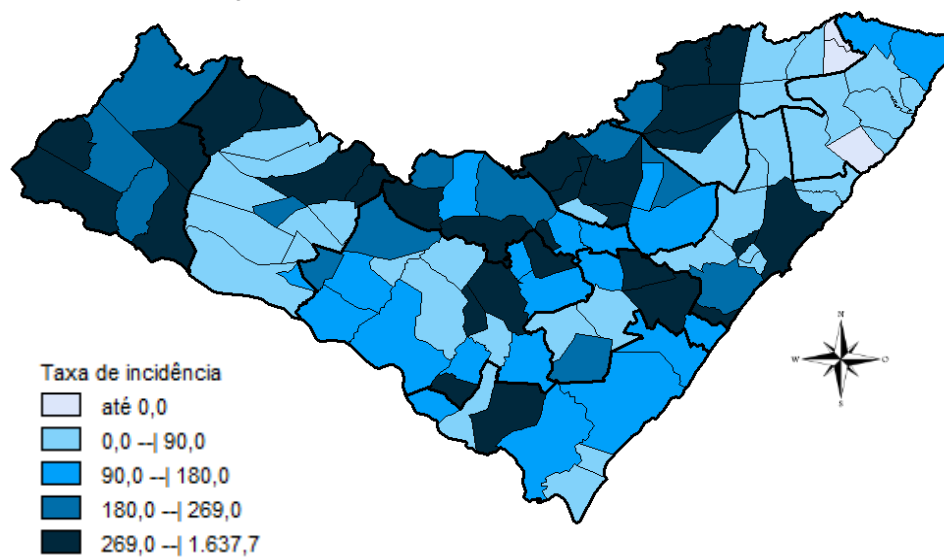 N
W
O
S
Taxa de incidência
até 0,0
0,0 --| 90,0
90,0 --| 180,0
180,0 --| 269,0
269,0 --| 1.637,7